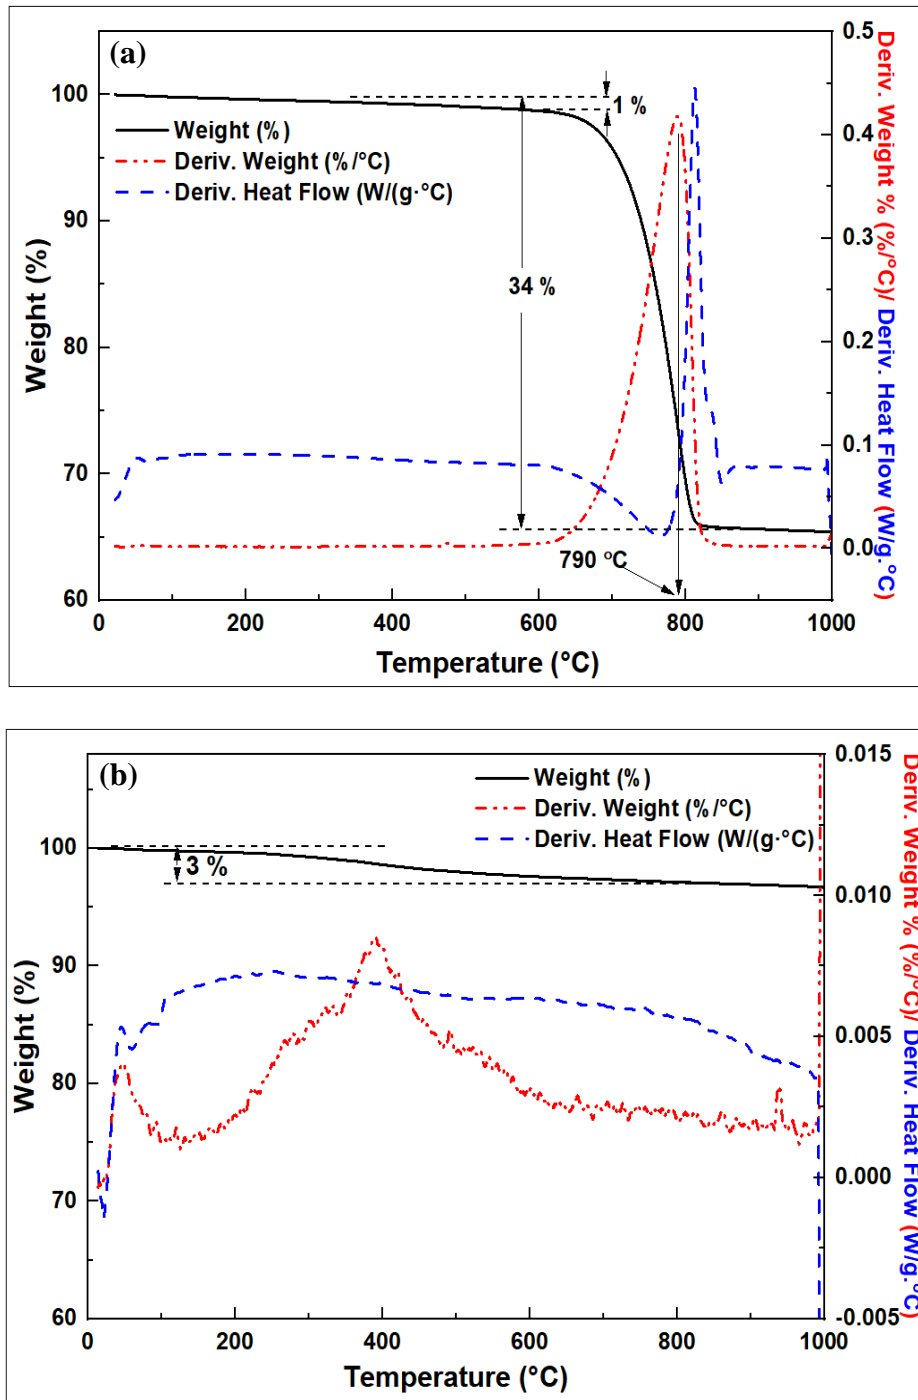 (a)
Weight (%)
Deriv. Weight (%/°C)
Deriv. Heat Flow (W/(g·°C)
1 %
34 %
790 °C
100
90
80
70
60
Weight (%)
0
200
400
600
800
1000
Temperature (°C)
0.5
0.4
0.3
0.2
0.1
0.0
Deriv. Weight % (%/°C)/ Deriv. Heat Flow (W/g.°C)
(b)
Weight (%)
Deriv. Weight (%/°C)
Deriv. Heat Flow (W/(g·°C)
3 %
100
90
80
70
60
Weight (%)
0
200
400
600
800
1000
Temperature (°C)
0.015
0.010
0.005
0.000
-0.005
Deriv. Weight % (%/°C)/ Deriv. Heat Flow (W/g.°C)